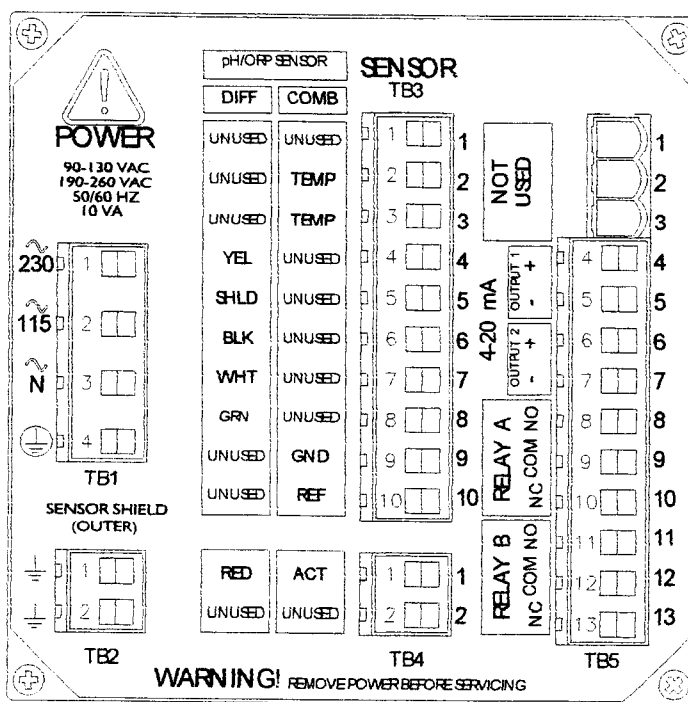 POWER
90-130 VAC
190-260 VAC
50/60 HZ
10 VA
230 1
115 2
N 3
4
TB1
SENSOR SHIELD
(OUTER)
1
2
TB2
pH/ORP SENSOR
DIFF COMB
UNUSED UNUSED
UNUSED TEMP
UNUSED TEMP
YEL UNUSED
SHLD UNUSED
BLK UNUSED
WHT UNUSED
GRN UNUSED
UNUSED GND
UNUSED REF
RED ACT
UNUSED UNUSED
SENSOR
TB3
1 1
2 2
3 3
4 4
5 5
6 6
7 7
8 8
9 9
10 10
1 1
2 2
TB4
NOT
USED
4-20 mA
OUTPUT 1
+ -
OUTPUT 2
+ -
RELAY A
NC COM NO
RELAY B
NC COM NO
1
2
3
4 4
5 5
6 6
7 7
8 8
9 9
10 10
11 11
12 12
13 13
TB5
WARNING! REMOVE POWER BEFORE SERVICING